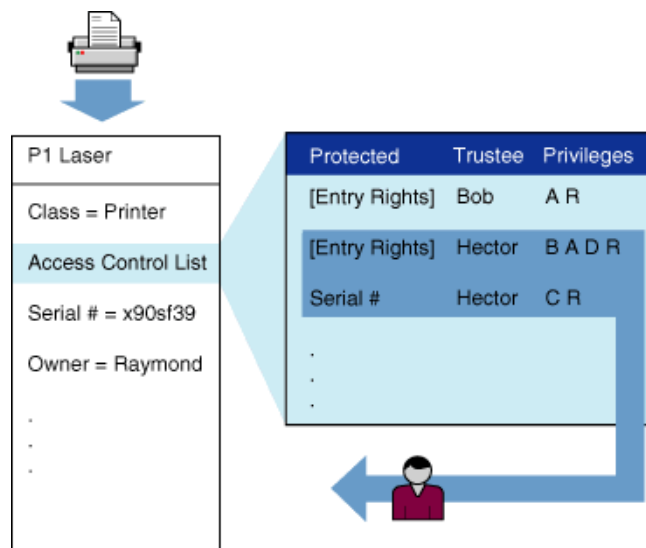 P1 Laser
Class = Printer
Access Control List
Serial # = x90sf39
Owner = Raymond
.
.
.
Protected Trustee Privileges
[Entry Rights] Bob A R
[Entry Rights] Hector B A D R
Serial # Hector C R
.
.
.